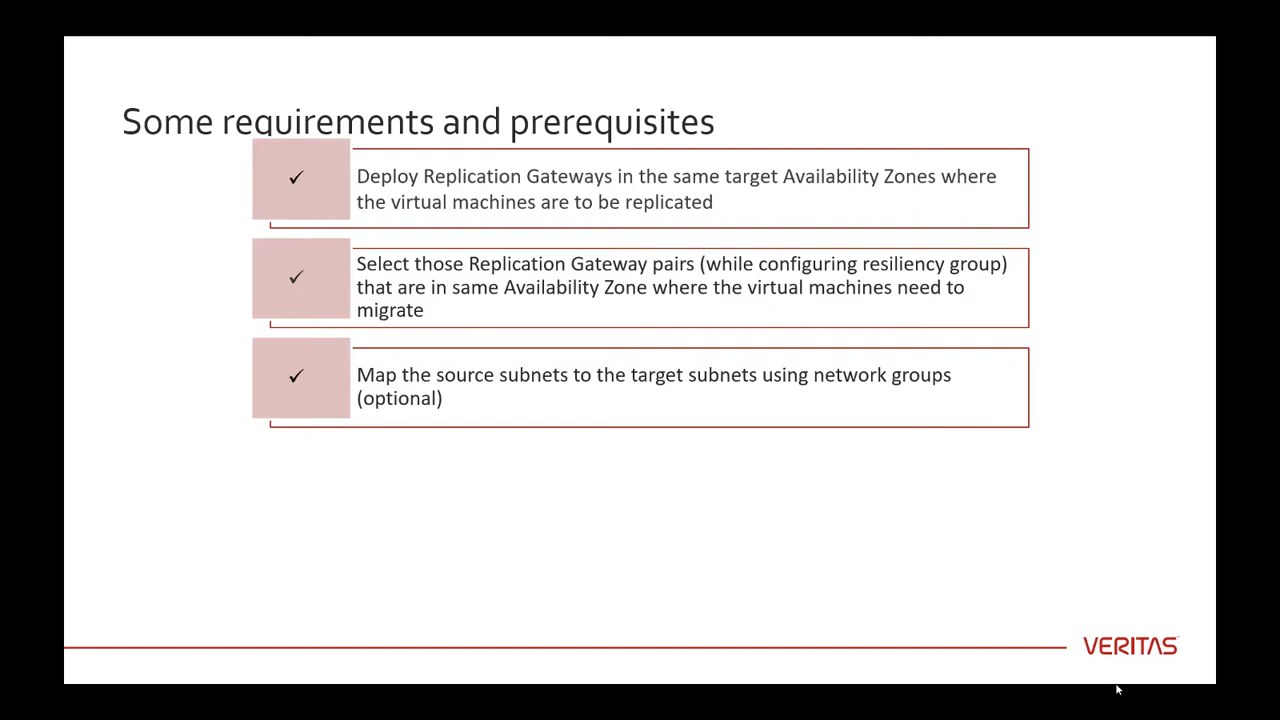 Some requirements and prerequisites
✓
Deploy Replication Gateways in the same target Availability Zones where
the virtual machines are to be replicated
✓
Select those Replication Gateway pairs (while configuring resiliency group)
that are in same Availability Zone where the virtual machines need to
migrate
✓
Map the source subnets to the target subnets using network groups
(optional)
VERITAS